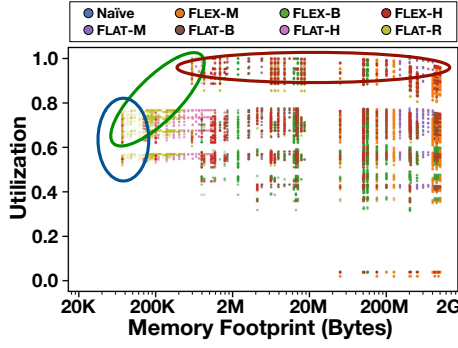 Naïve FLEX-M FLEX-B FLEX-H
FLAT-M FLAT-B FLAT-H FLAT-R
Utilization
1.0
0.8
0.6
0.4
0.2
0.0
20K 200K 2M 20M 200M 2G
Memory Footprint (Bytes)